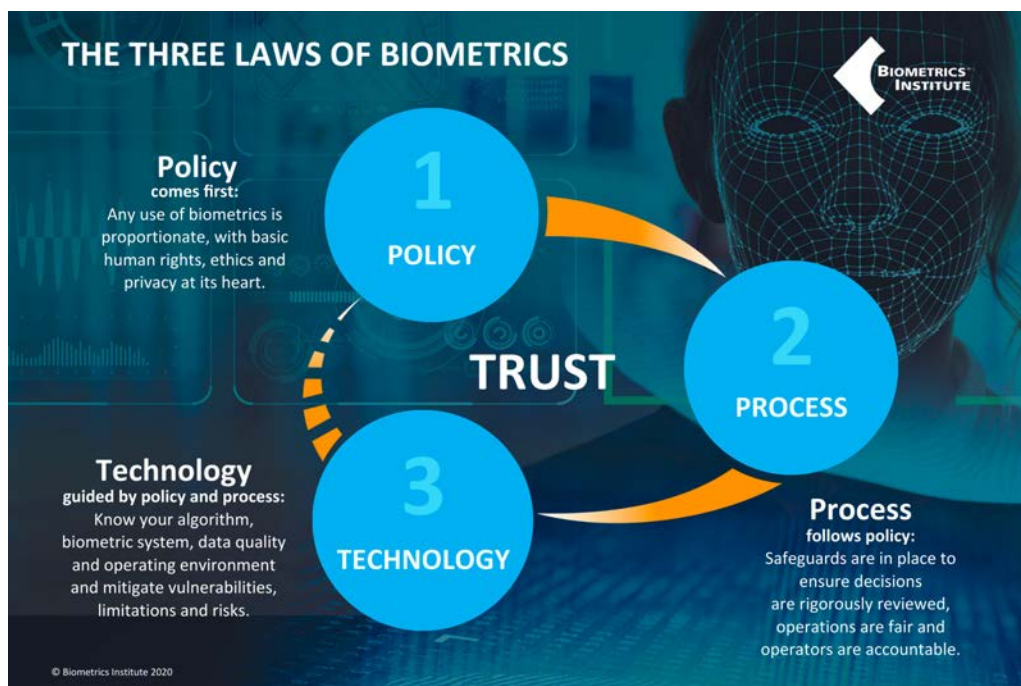 THE THREE LAWS OF BIOMETRICS
BIOMETRICS™
INSTITUTE
Policy
comes first:
Any use of biometrics is
proportionate, with basic
human rights, ethics and
privacy at its heart.
1
POLICY
TRUST
2
PROCESS
Technology
guided by policy and process:
Know your algorithm,
biometric system, data quality
and operating environment
and mitigate vulnerabilities,
limitations and risks.
3
TECHNOLOGY
Process
follows policy:
Safeguards are in place to
ensure decisions
are rigorously reviewed,
operations are fair and
operators are accountable.
© Biometrics Institute 2020